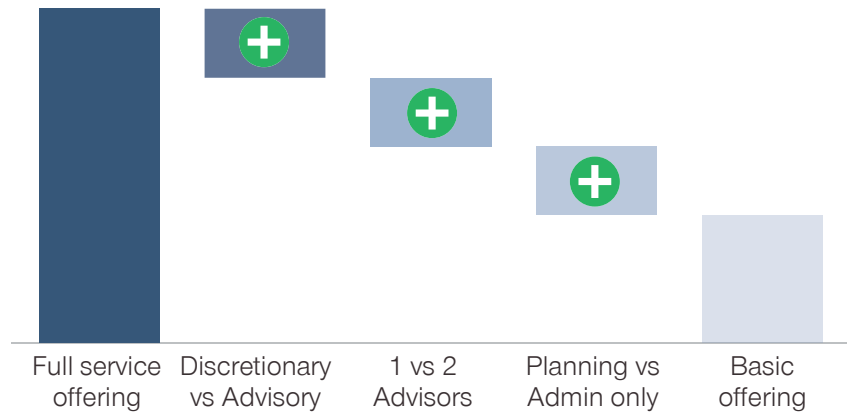 Full service
offering
Discretionary
vs Advisory
1 vs 2
Advisors
Planning vs
Admin only
Basic
offering